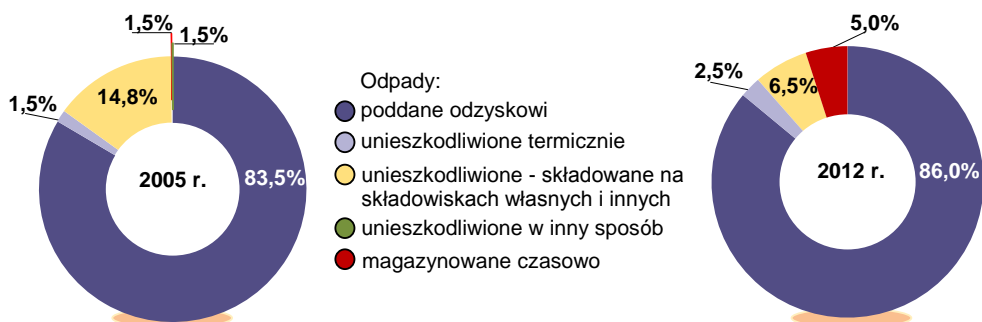 1,5%
1,5%
14,8%
1,5%
2005 r.
83,5%
Odpady:
poddane odzyskowi
unieszkodliwione termicznie
unieszkodliwione - składowane na
składowiskach własnych i innych
unieszkodliwione w inny sposób
magazynowane czasowo
5,0%
2,5%
6,5%
2012 r.
86,0%